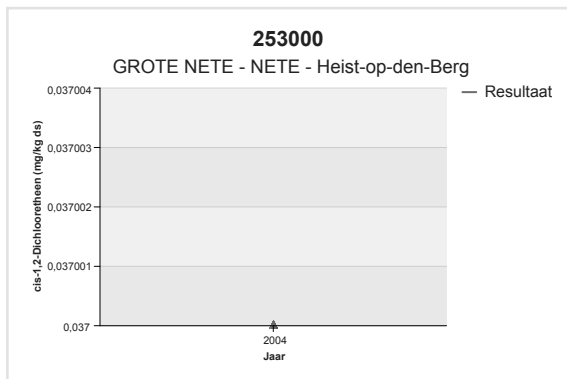 253000
GROTE NETE - NETE - Heist-op-den-Berg
Resultaat
cis-1,2-Dichlooretheen (mg/kg ds)
0,037004
0,037003
0,037002
0,037001
0,037
2004
Jaar